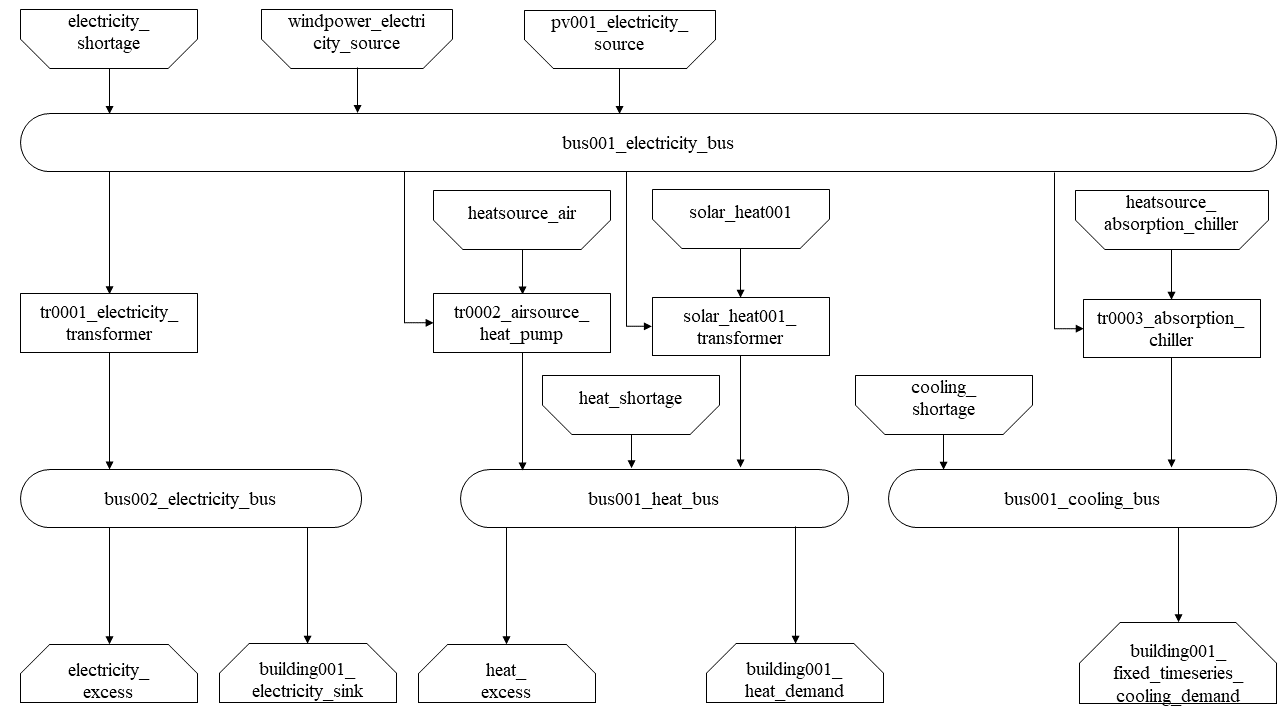 electricity_
shortage
windpower_electri
city_source
pv001_electricity_
source
bus001_electricity_bus
heatsource_air
solar_heat001
heatsource_
absorption_chiller
tr0001_electricity_
transformer
tr0002_airsource_
heat_pump
solar_heat001_
transformer
tr0003_absorption_
chiller
heat_shortage
cooling_
shortage
bus002_electricity_bus
bus001_heat_bus
bus001_cooling_bus
electricity_
excess
building001_
electricity_sink
heat_
excess
building001_
heat_demand
building001_
fixed_timeseries_
cooling_demand